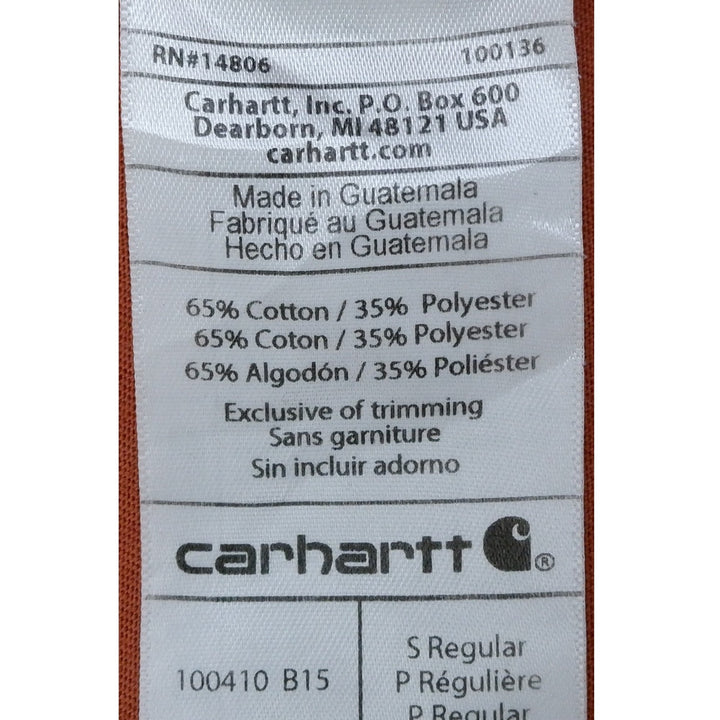 RN#14806 100136
Carhartt, Inc. P.O. Box 600
Dearborn, MI 48121 USA
carhartt.com
Made in Guatemala
Fabriqué au Guatemala
Hecho en Guatemala
65% Cotton / 35% Polyester
65% Coton / 35% Polyester
65% Algodón / 35% Poliéster
Exclusive of trimming
Sans garniture
Sin incluir adorno
carhartt ®
100410 B15
S Regular
P Régulière
P Regular